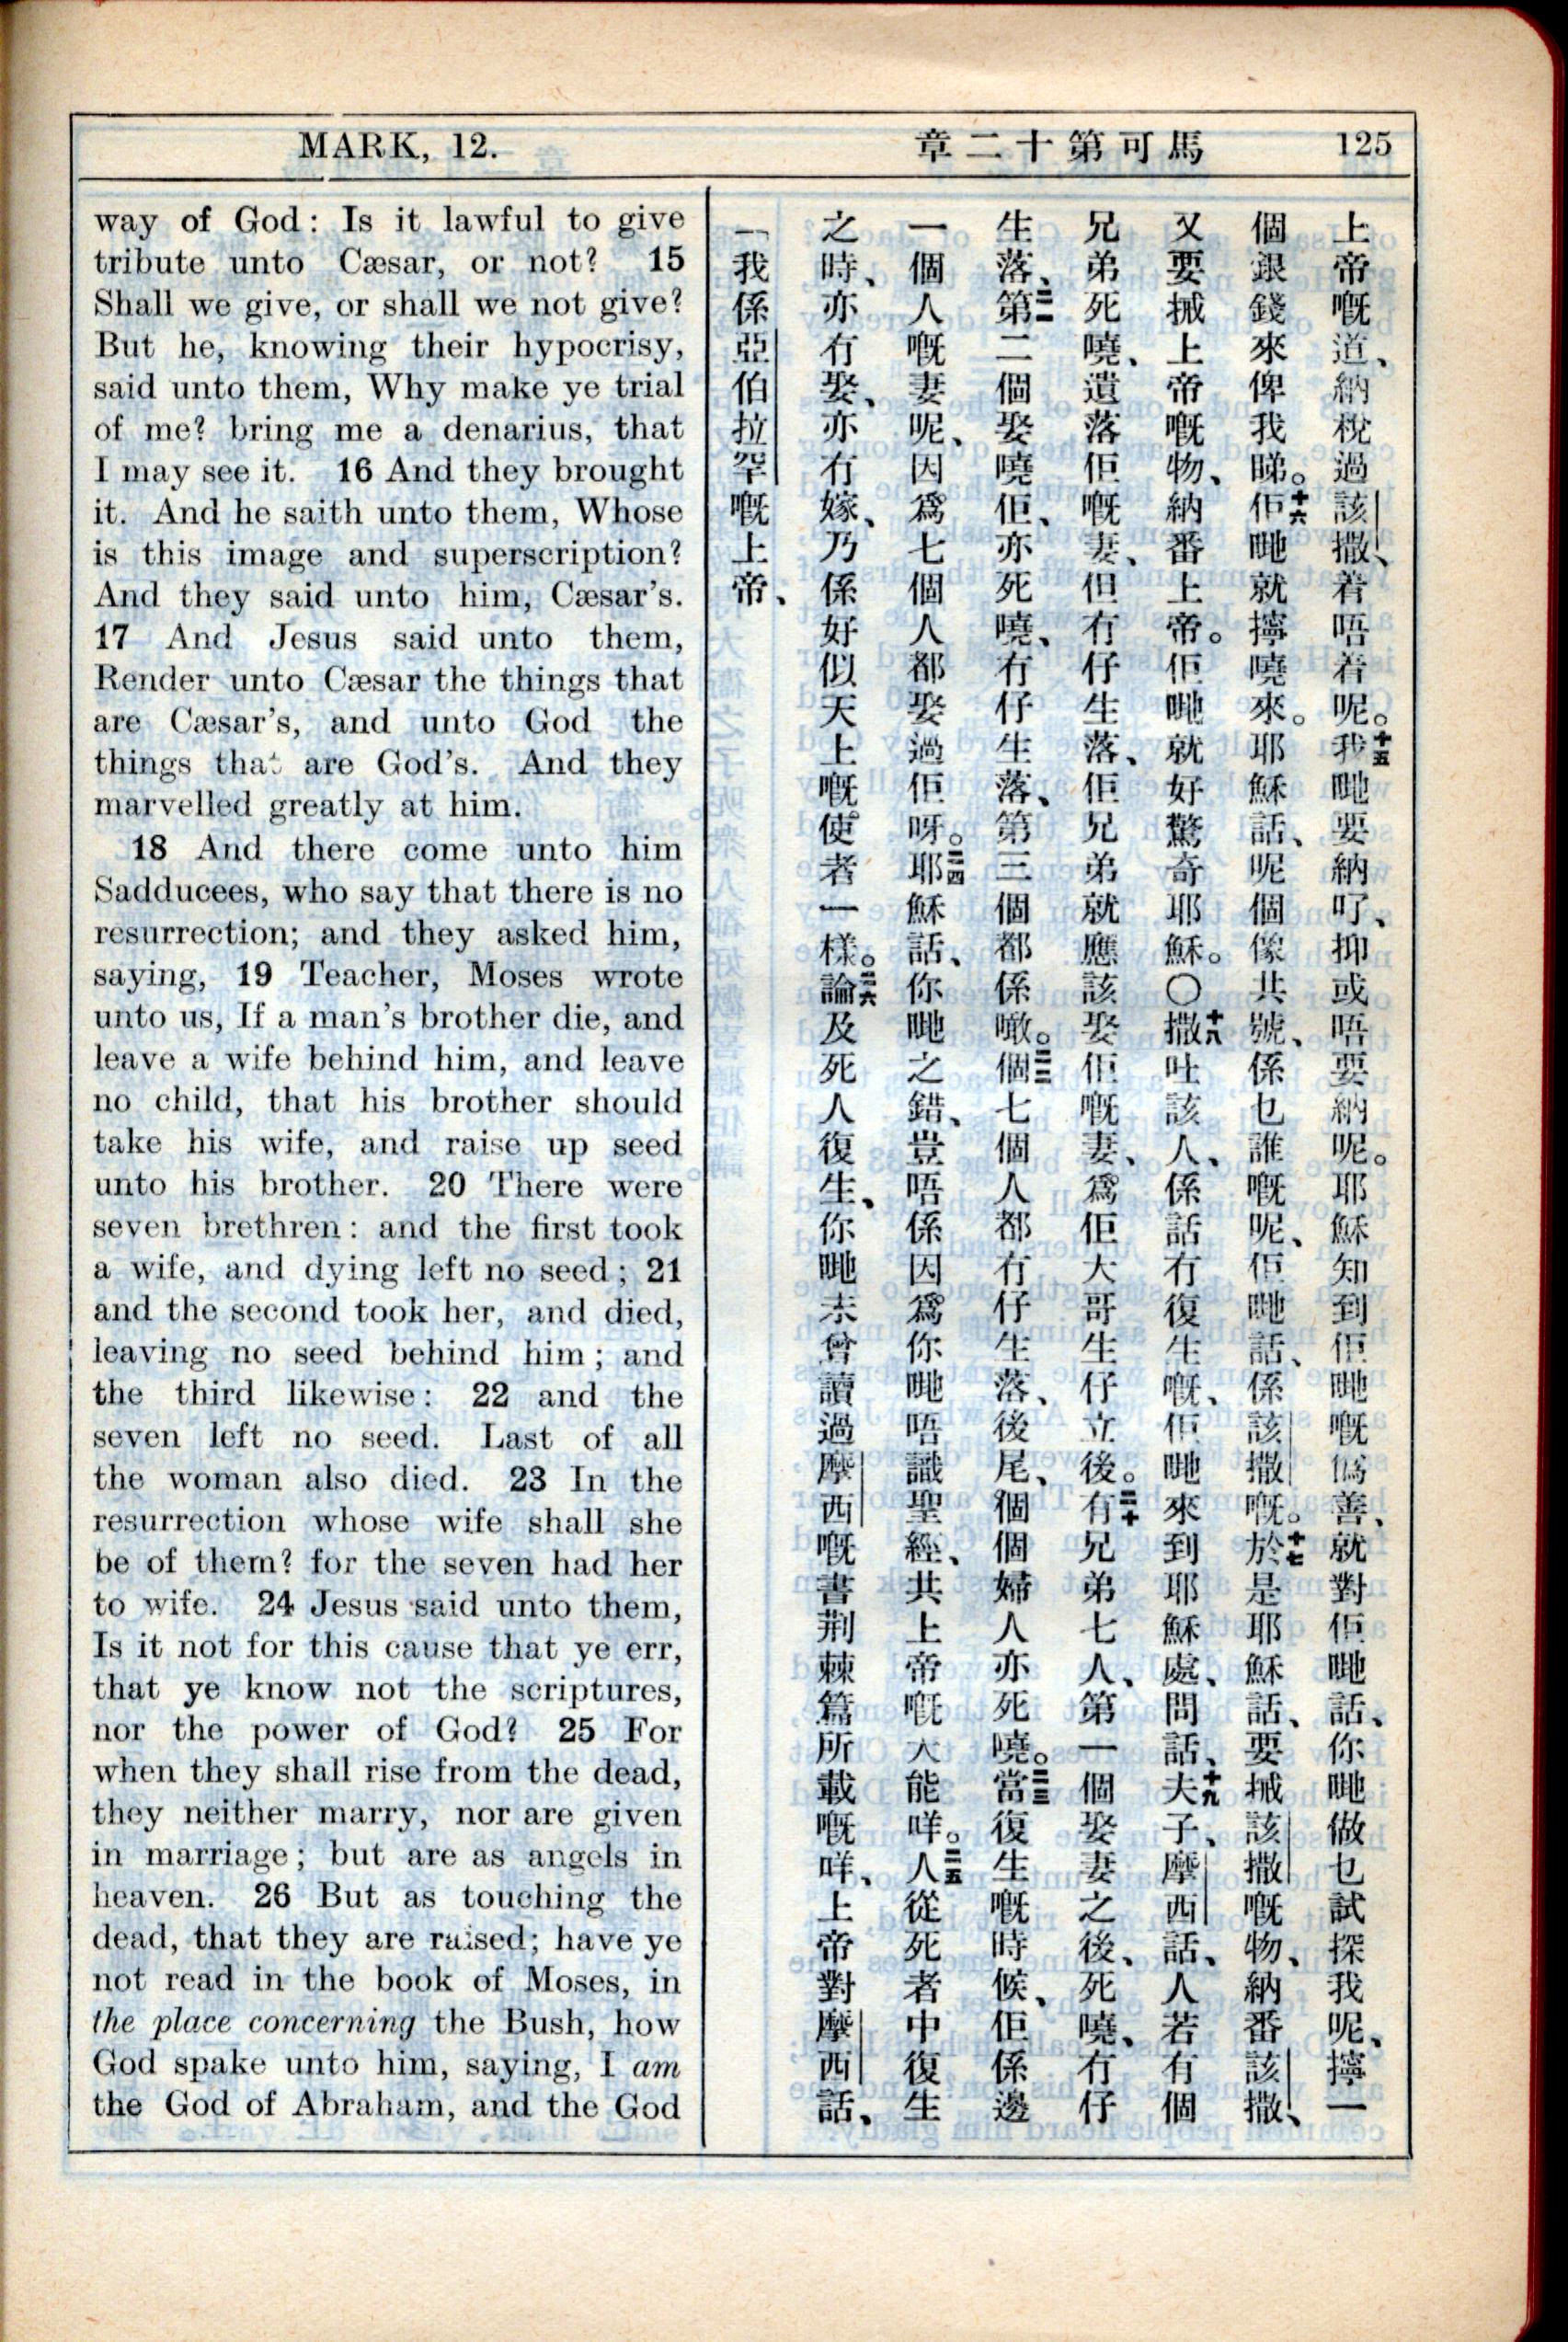 MARK, 12.
馬可第十二章
125
way of God: Is it lawful to give
tribute unto Cæsar, or not? 15
Shall we give, or shall we not give?
But he, knowing their hypocrisy,
said unto them, Why make ye trial
of me? bring me a denarius, that
I may see it. 16 And they brought
it. And he saith unto them, Whose
is this image and superscription?
And they said unto him, Cæsar's.
17 And Jesus said unto them,
Render unto Cæsar the things that
are Cæsar's, and unto God the
things that are God's. And they
marvelled greatly at him.
18 And there come unto him
Sadducees, who say that there is no
resurrection; and they asked him,
saying, 19 Teacher, Moses wrote
unto us, If a man's brother die, and
leave a wife behind him, and leave
no child, that his brother should
take his wife, and raise up seed
unto his brother. 20 There were
seven brethren: and the first took
a wife, and dying left no seed; 21
and the second took her, and died,
leaving no seed behind him; and
the third likewise: 22 and the
seven left no seed. Last of all
the woman also died. 23 In the
resurrection whose wife shall she
be of them? for the seven had her
to wife. 24 Jesus said unto them,
Is it not for this cause that ye err,
that ye know not the scriptures,
nor the power of God? 25 For
when they shall rise from the dead,
they neither marry, nor are given
in marriage; but are as angels in
heaven. 26 But as touching the
dead, that they are raised; have ye
not read in the book of Moses, in
the place concerning the Bush, how
God spake unto him, saying, I am
the God of Abraham, and the God
上帝嘅道、納稅過該撒、着唔着呢。十五我哋要納吖、抑或唔要納呢。耶穌知到佢哋嘅僞善、就對佢哋話、你哋做乜試探我呢、擰一
個銀錢來俾我睇。十六佢哋就擰嘵來。耶穌話、呢個像共號、係乜誰嘅呢、佢哋話、係該撒嘅。十七於是耶穌話、要搣該撒嘅物、納番該撒、
又要搣上帝嘅物、納番上帝。佢哋就好驚奇耶穌。〇十八撒吐該人、係話冇復生嘅、佢哋來到耶穌處、問話、十九夫子、摩西話、人若有個
兄弟死嘵、遺落佢嘅妻、但冇仔生落、佢兄弟就應該娶佢嘅妻、爲佢大哥生仔立後。二十有兄弟七人、第一個娶妻之後、死嘵、冇仔
生落、二一第二個娶嘵佢、亦死嘵、冇仔生落、第三個都係噉。二二個七個人都冇仔生落、後尾、個個婦人亦死嘵。二三當復生嘅時候、佢係邊
一個人嘅妻呢、因爲七個人都娶過佢呀。二四耶穌話、你哋之錯、豈唔係因爲你哋唔識聖經、共上帝嘅大能咩。二五人從死者中復生
之時、亦冇娶、亦冇嫁、乃係好似天上嘅使者一樣。二六論及死人復生、你哋未曾讀過摩西嘅書荆棘篇所載嘅咩、上帝對摩西話、
「我係亞伯拉罕嘅上帝、